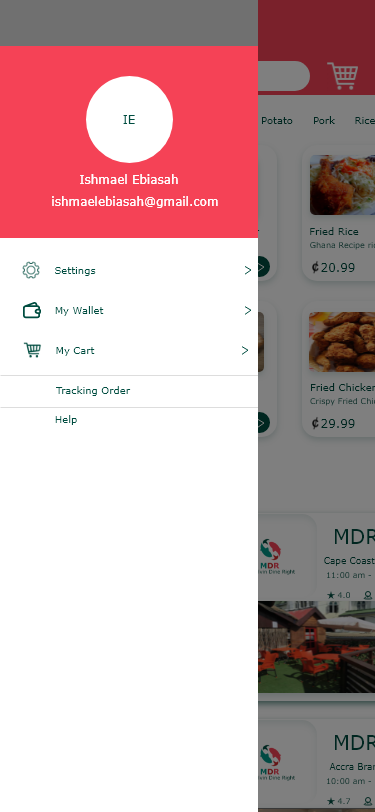 IE
Ishmael Ebiasah
ishmaelebiasah@gmail.com
Settings
My Wallet
My Cart
Tracking Order
Help
Potato Pork Rice
Fried Rice
Ghana Recipe ri
₵20.99
Fried Chicken
Crispy Fried Chi
₵29.99
MDR
Cape Coast
11:00 am -
4.0
MDR
MDR
Accra Bran
10:00 am -
4.7
MDR